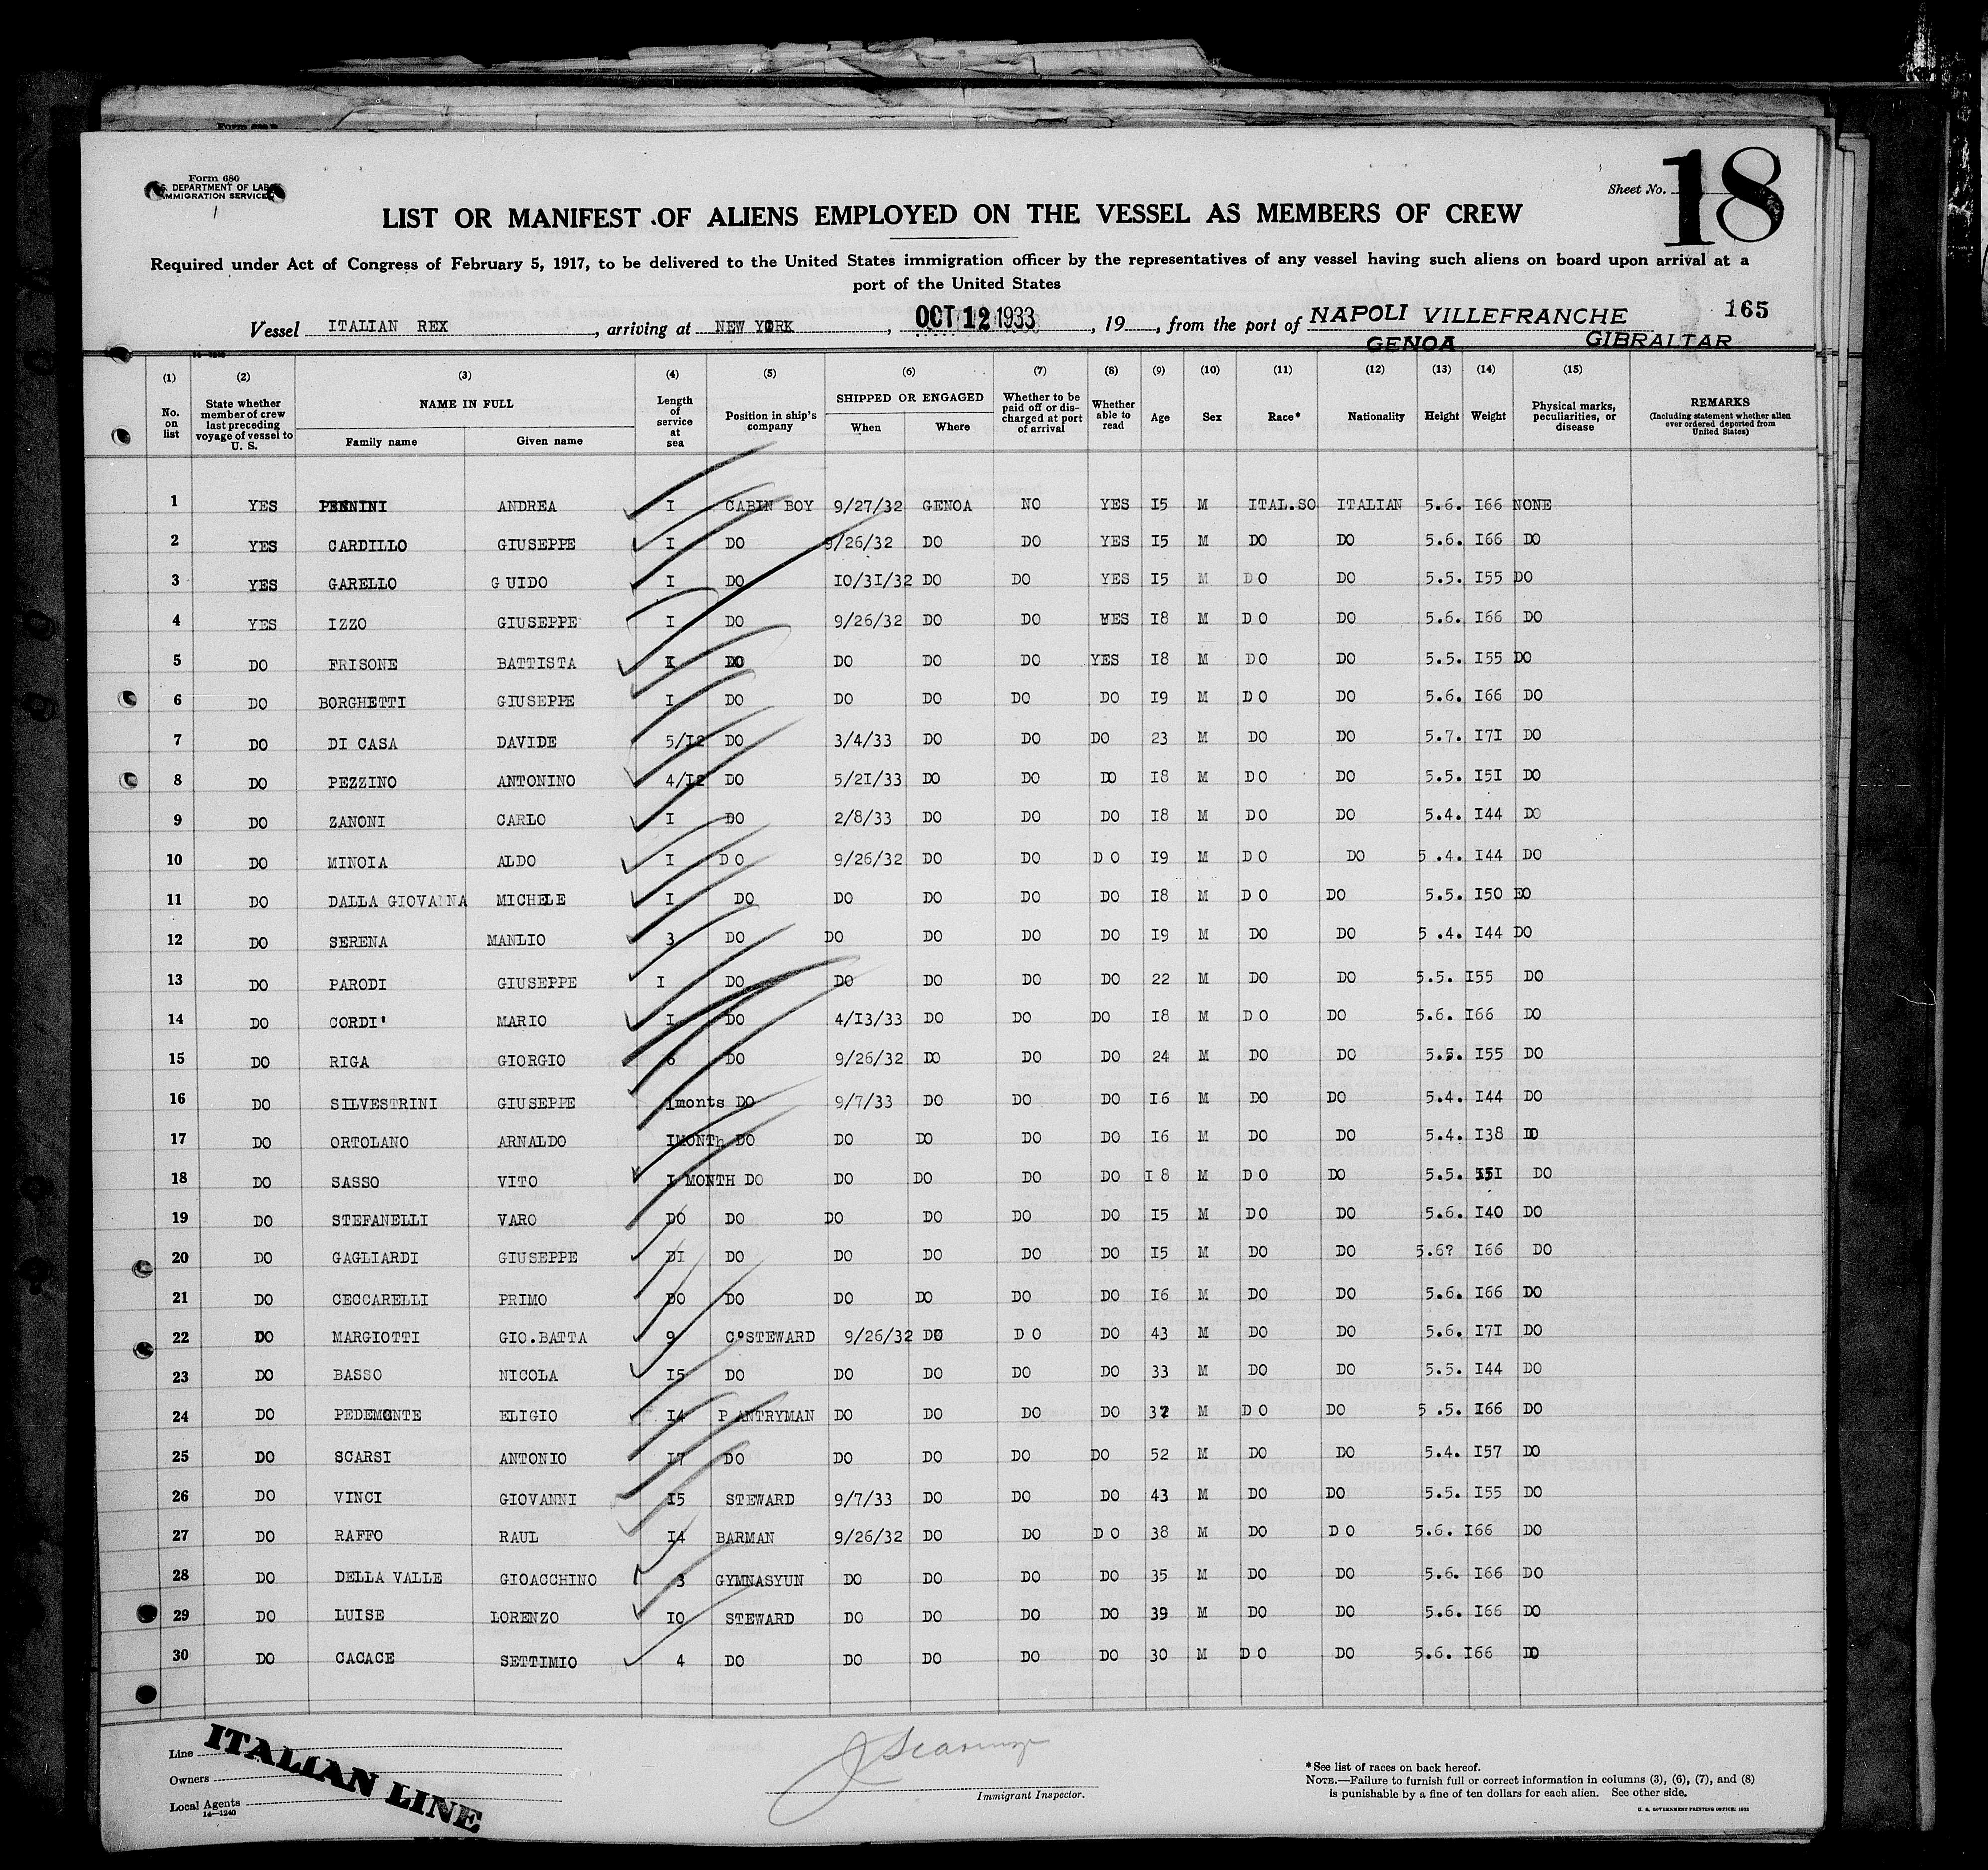 Form 680
S. DEPARTMENT OF LAB
IMMIGRATION SERVICE
Sheet No. 18
LIST OR MANIFEST OF ALIENS EMPLOYED ON THE VESSEL AS MEMBERS OF CREW
Required under Act of Congress of February 5, 1917, to be delivered to the United States immigration officer by the representatives of any vessel having such aliens on board upon arrival at a
port of the United States
Vessel ITALIAN REX, arriving at NEW YORK, OCT 12 1933, 19, from the port of NAPOLI VILLEFRANCHE 165
GENOA GIBRALTAR
(1) No. on list (2) State whether member of crew last preceding voyage of vessel to U. S. (3) NAME IN FULL Family name Given name (4) Length of service at sea (5) Position in ship's company (6) SHIPPED OR ENGAGED When Where (7) Whether to be paid off or discharged at port of arrival (8) Whether able to read (9) Age (10) Sex (11) Race* (12) Nationality (13) Height (14) Weight (15) Physical marks, peculiarities, or disease REMARKS (Including statement whether alien ever ordered deported from United States)
1 YES PENNINI ANDREA I CABIN BOY 9/27/32 GENOA NO YES I5 M ITAL.SO ITALIAN 5.6. I66 NONE
2 YES CARDILLO GIUSEPPE I DO 9/26/32 DO DO YES I5 M DO DO 5.6. I66 DO
3 YES GARELLO G UIDO I DO IO/3I/32 DO DO YES I5 M D O DO 5.5. I55 DO
4 YES IZZO GIUSEPPE I DO 9/26/32 DO DO YES I8 M D O DO 5.6. I66 DO
5 DO FRISONE BATTISTA I DO DO DO DO YES I8 M DO DO 5.5. I55 DO
6 DO BORGHETTI GIUSEPPE I DO DO DO DO DO I9 M D O DO 5.6. I66 DO
7 DO DI CASA DAVIDE 5/I2 DO 3/4/33 DO DO DO 23 M DO DO 5.7. I7I DO
8 DO PEZZINO ANTONINO 4/I2 DO 5/2I/33 DO DO DO I8 M D O DO 5.5. I5I DO
9 DO ZANONI CARLO I DO 2/8/33 DO DO DO I8 M D O DO 5.4. I44 DO
10 DO MINOIA ALDO I D O 9/26/32 DO DO D O I9 M D O DO 5 .4. I44 DO
11 DO DALLA GIOVANNA MICHELE I DO DO DO DO DO I8 M D O DO 5.5. I50 DO
12 DO SERENA MANLIO 3 DO DO DO DO DO I9 M DO DO 5 .4. I44 DO
13 DO PARODI GIUSEPPE I DO DO DO DO DO 22 M DO DO 5.5. I55 DO
14 DO CORDI' MARIO I DO 4/I3/33 DO DO DO I8 M D O DO 5.6. I66 DO
15 DO RIGA GIORGIO 6 DO 9/26/32 DO DO DO 24 M DO DO 5.5. I55 DO
16 DO SILVESTRINI GIUSEPPE 1monts DO 9/7/33 DO DO DO I6 M DO DO 5.4. I44 DO
17 DO ORTOLANO ARNALDO IMONTh DO DO DO DO DO I6 M DO DO 5.4. I38 DO
18 DO SASSO VITO I MONTH DO DO DO DO DO I 8 M D O DO 5.5. I5I DO
19 DO STEFANELLI VARO DO DO DO DO DO DO I5 M D O DO 5.6. I40 DO
20 DO GAGLIARDI GIUSEPPE DI DO DO DO DO DO I5 M DO DO 5.6? I66 DO
21 DO CECCARELLI PRIMO DO DO DO DO DO DO I6 M DO DO 5.6. I66 DO
22 DO MARGIOTTI GIO.BATTA 9 C°STEWARD 9/26/32 DO D O DO 43 M DO DO 5.6. I7I DO
23 DO BASSO NICOLA I5 DO DO DO DO DO 33 M DO DO 5.5. I44 DO
24 DO PEDEMONTE ELIGIO I4 P ANTRYMAN DO DO DO DO 37 M D O DO 5 .5. I66 DO
25 DO SCARSI ANTONIO I7 DO DO DO DO DO 52 M DO DO 5.4. I57 DO
26 DO VINCI GIOVANNI I5 STEWARD 9/7/33 DO DO DO 43 M DO DO 5.5. I55 DO
27 DO RAFFO RAUL I4 BARMAN 9/26/32 DO DO D O 38 M DO D O 5.6. I66 DO
28 DO DELLA VALLE GIOACCHINO 3 GYMNASYUN DO DO DO DO 35 M DO DO 5.6. I66 DO
29 DO LUISE LORENZO IO STEWARD DO DO DO DO 39 M DO DO 5.6. I66 DO
30 DO CACACE SETTIMIO 4 DO DO DO DO DO 30 M D O DO 5.6. I66 DO
Line
Owners
Local Agents
14—1240
ITALIAN LINE
Immigrant Inspector.
*See list of races on back hereof.
NOTE.—Failure to furnish full or correct information in columns (3), (6), (7), and (8)
is punishable by a fine of ten dollars for each alien. See other side.
U. S. GOVERNMENT PRINTING OFFICE: 1932